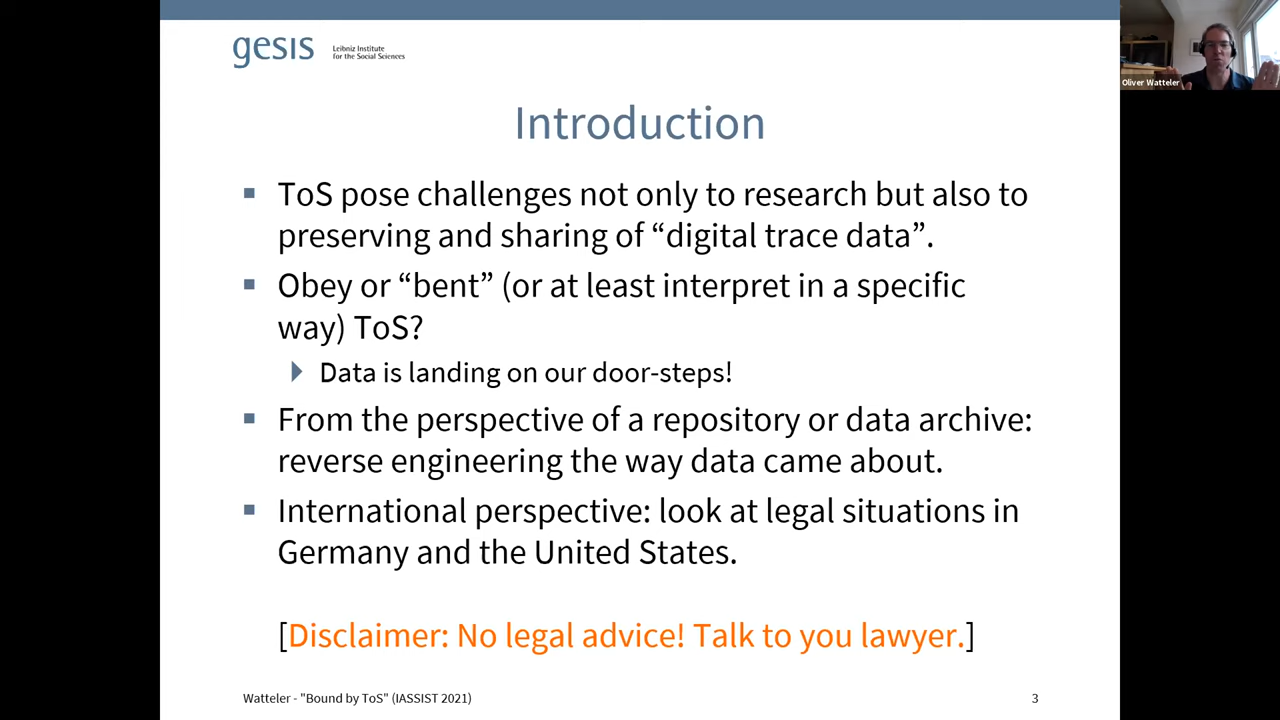 gesis
Leibniz Institute
for the Social Sciences
Oliver Watteler
Introduction
ToS pose challenges not only to research but also to
preserving and sharing of “digital trace data”.
Obey or “bent” (or at least interpret in a specific
way) ToS?
Data is landing on our door-steps!
From the perspective of a repository or data archive:
reverse engineering the way data came about.
International perspective: look at legal situations in
Germany and the United States.
[Disclaimer: No legal advice! Talk to you lawyer.]
Watteler - "Bound by ToS" (IASSIST 2021)
3